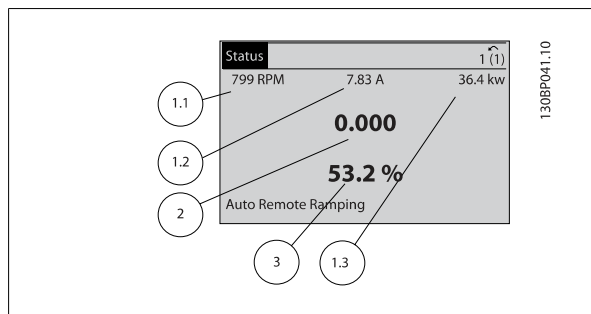 Status
1 (1)
799 RPM 7.83 A 36.4 kw
0.000
53.2 %
Auto Remote Ramping
1.1
1.2
2
3
1.3
130BP041.10